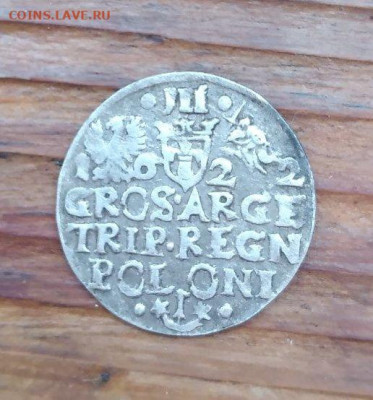 COINS.LAVE.RU
III
1 6 2 2
GROS·ARGE
TRIP·REGN
POLONI